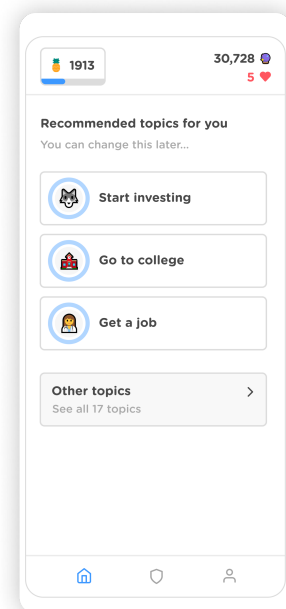 1913
30,728
5
Recommended topics for you
You can change this later...
Start investing
Go to college
Get a job
Other topics
See all 17 topics